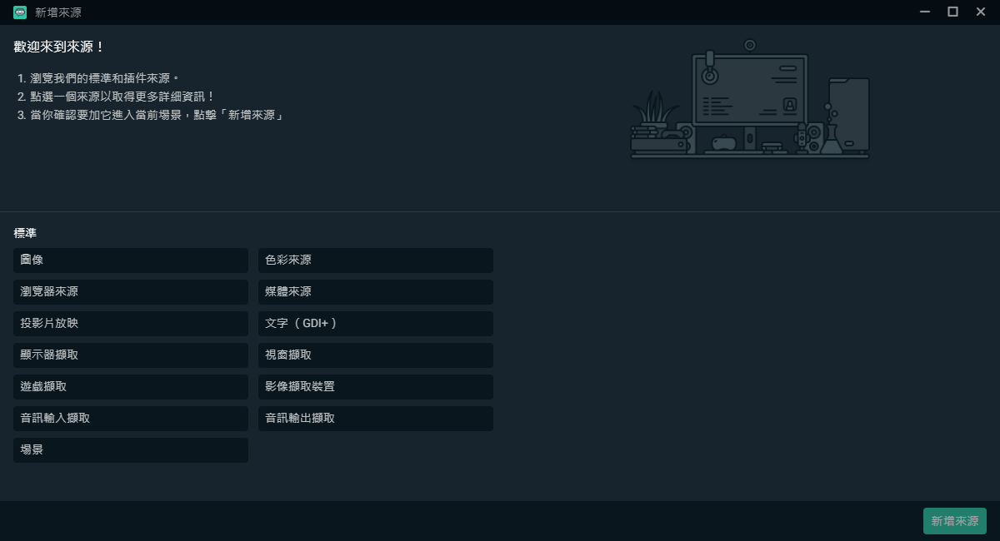 新增來源
歡迎來到來源！
1. 瀏覽我們的標準和插件來源。
2. 點選一個來源以取得更多詳細資訊！
3. 當你確認要加它進入當前場景，點擊「新增來源」
標準
圖像
色彩來源
瀏覽器來源
媒體來源
投影片放映
文字 （GDI+）
顯示器擷取
視窗擷取
遊戲擷取
影像擷取裝置
音訊輸入擷取
音訊輸出擷取
場景
新增來源